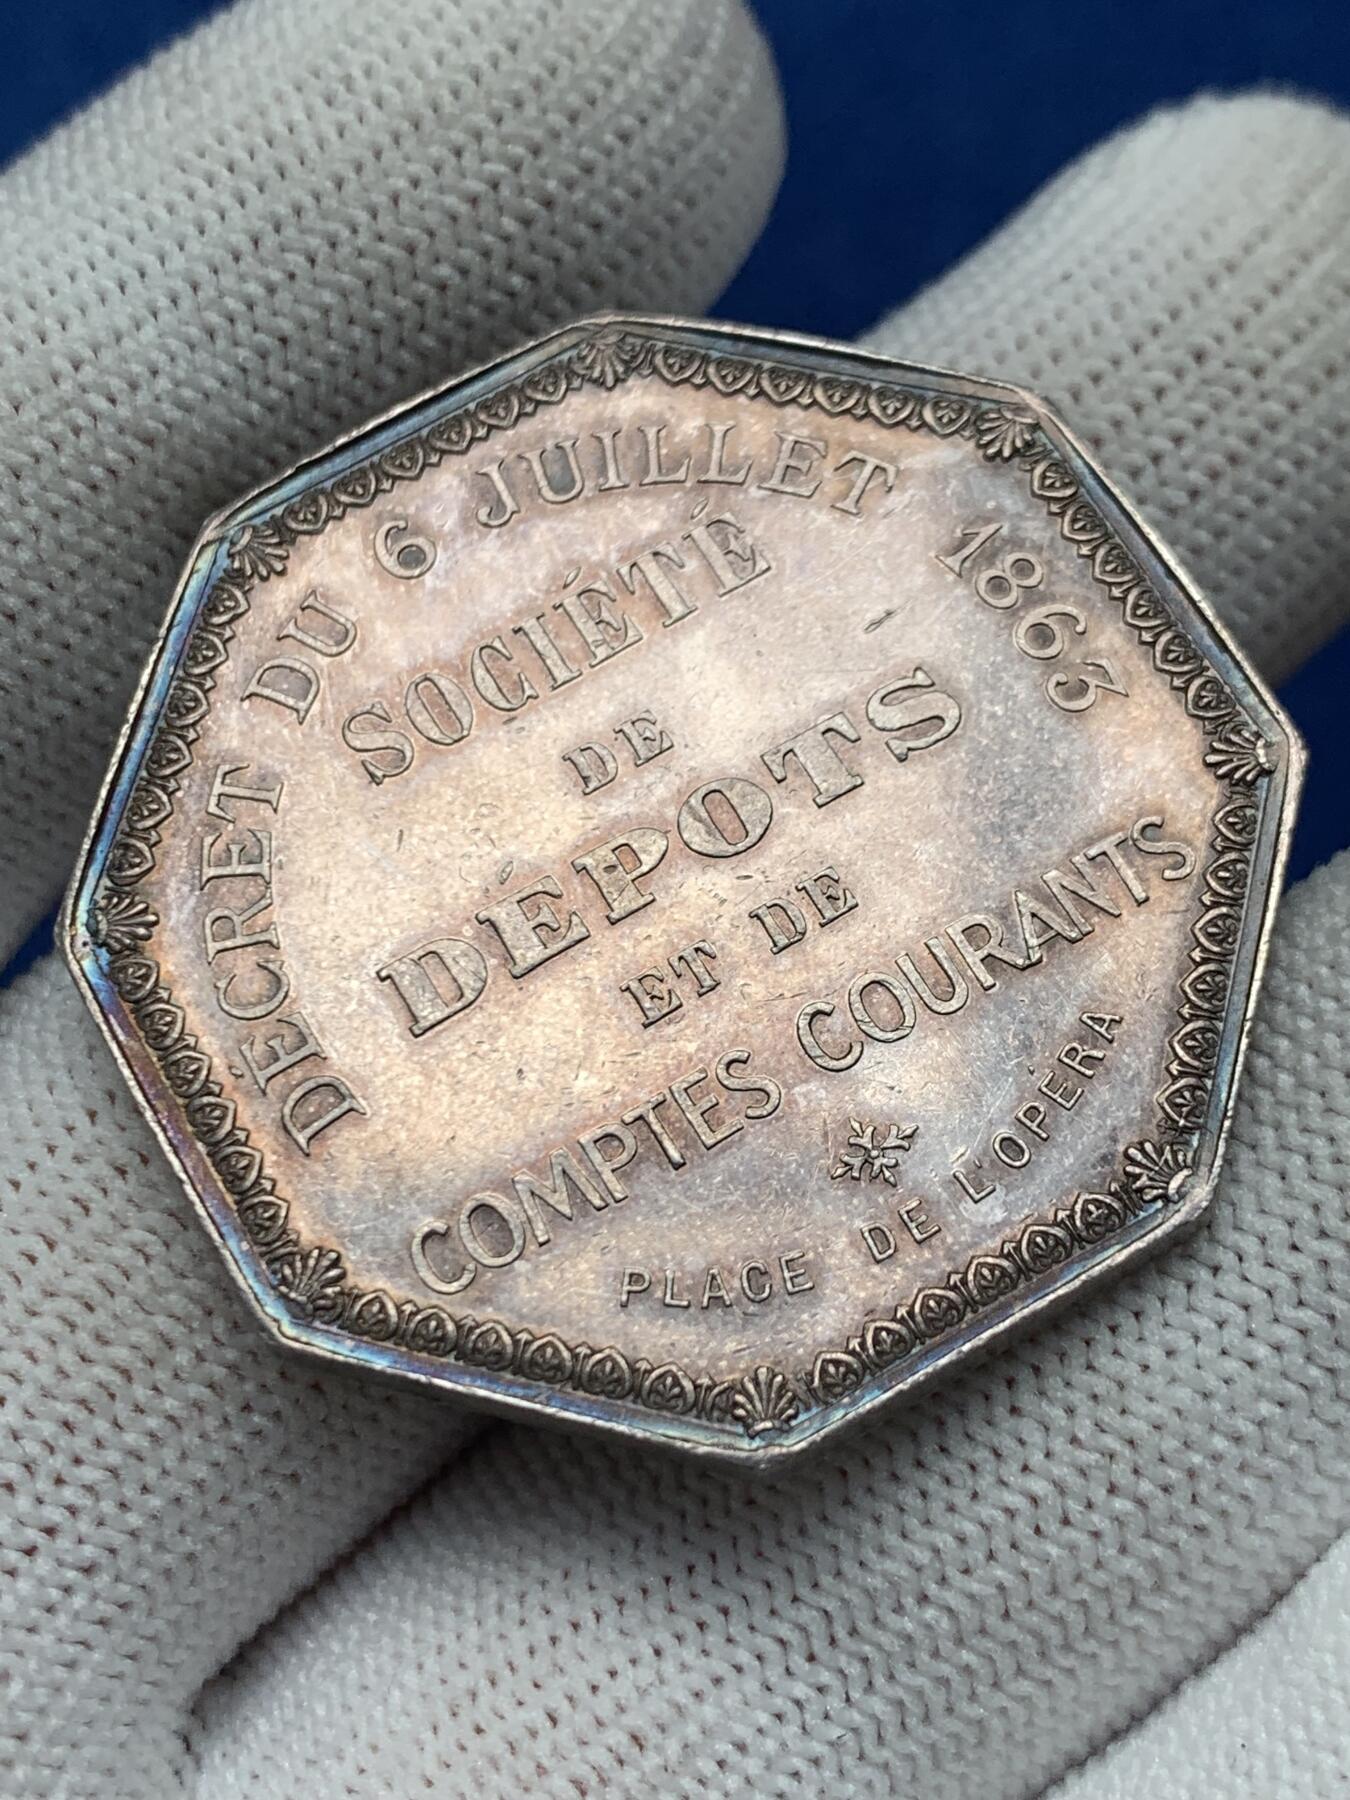 DÉCRET DU 6 JUILLET 1863
SOCIÉTÉ
DE
DÉPOTS
ET DE
COMPTES COURANTS
PLACE DE L'OPÉRA